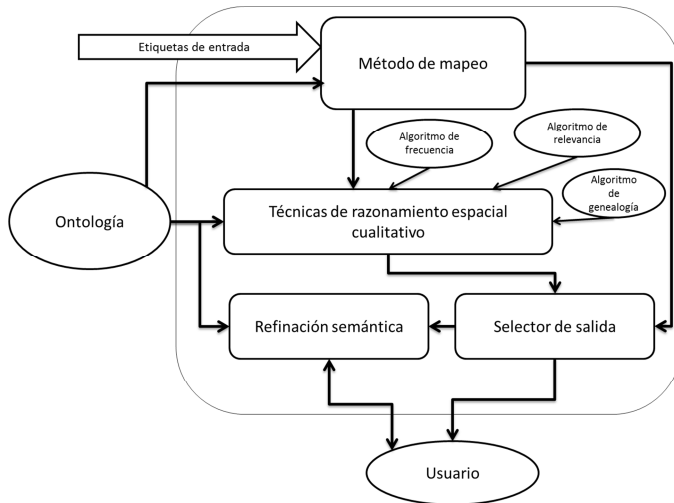 Etiquetas de entrada
Método de mapeo
Algoritmo de
frecuencia
Algoritmo de
relevancia
Algoritmo
de
genealogía
Ontología
Técnicas de razonamiento espacial
cualitativo
Refinación semántica
Selector de salida
Usuario